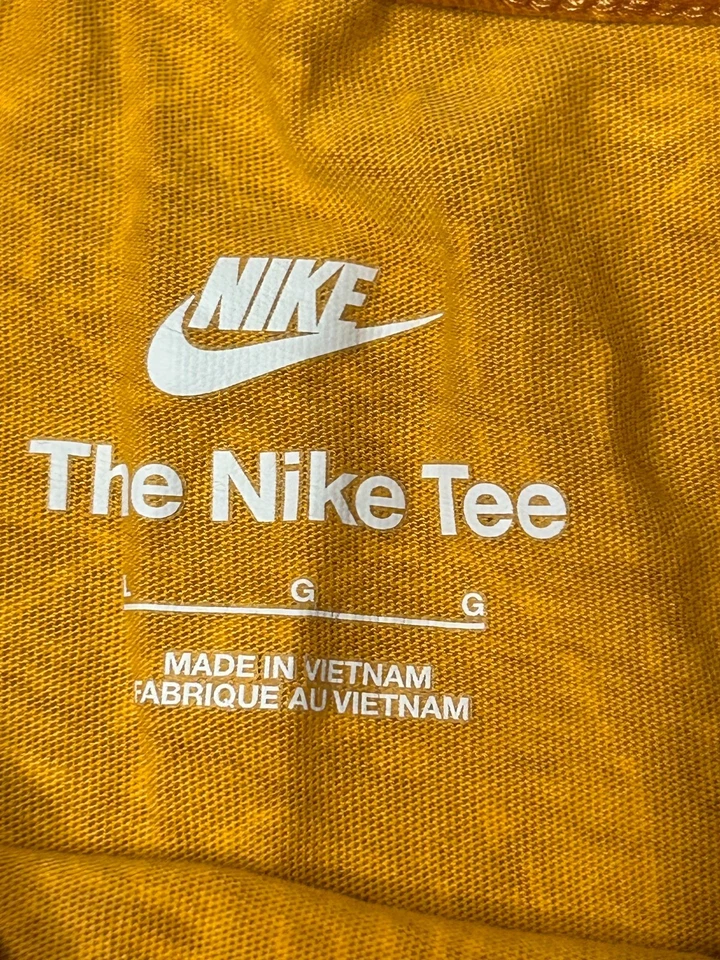 NIKE
The Nike Tee
L G G
MADE IN VIETNAM
FABRIQUE AU VIETNAM